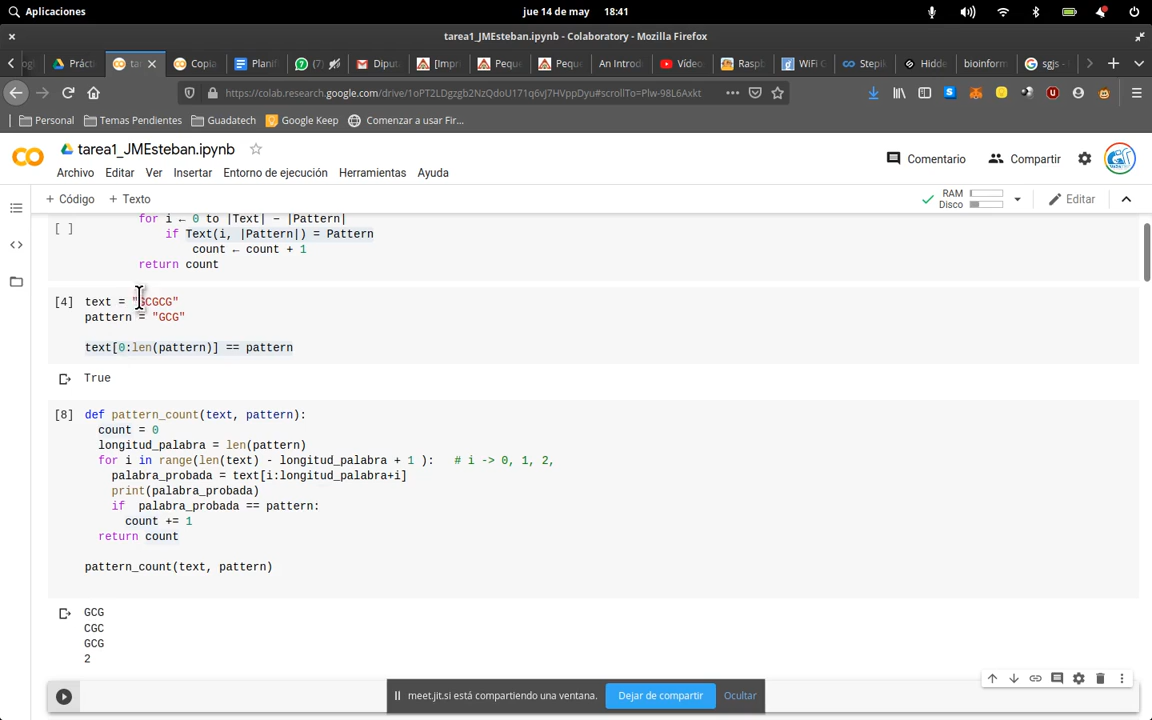 Aplicaciones jue 14 de may 18:41
tarea1_JMEsteban.ipynb - Colaboratory - Mozilla Firefox
Prácti tar Copia Planif (7) Diput [Impr Peque Peque An Introd Vídeo Raspb WiFi C Stepik Hidde bioinform sgjs -
https://colab.research.google.com/drive/1oPT2LDgzgb2NzQdoU171q6vJ7HVppDyu#scrollTo=Plw-98L6Axkt
Personal Temas Pendientes Guadatech Google Keep Comenzar a usar Fir...
tarea1_JMEsteban.ipynb
Comentario Compartir
Archivo Editar Ver Insertar Entorno de ejecución Herramientas Ayuda
+ Código + Texto RAM Disco Editar
for i ← 0 to |Text| − |Pattern|
[ ] if Text(i, |Pattern|) = Pattern
count ← count + 1
return count
[4] text = "GCGCG"
pattern = "GCG"
text[0:len(pattern)] == pattern
True
[8] def pattern_count(text, pattern):
count = 0
longitud_palabra = len(pattern)
for i in range(len(text) - longitud_palabra + 1 ): # i -> 0, 1, 2,
palabra_probada = text[i:longitud_palabra+i]
print(palabra_probada)
if palabra_probada == pattern:
count += 1
return count
pattern_count(text, pattern)
GCG
CGC
GCG
2
meet.jit.si está compartiendo una ventana. Dejar de compartir Ocultar